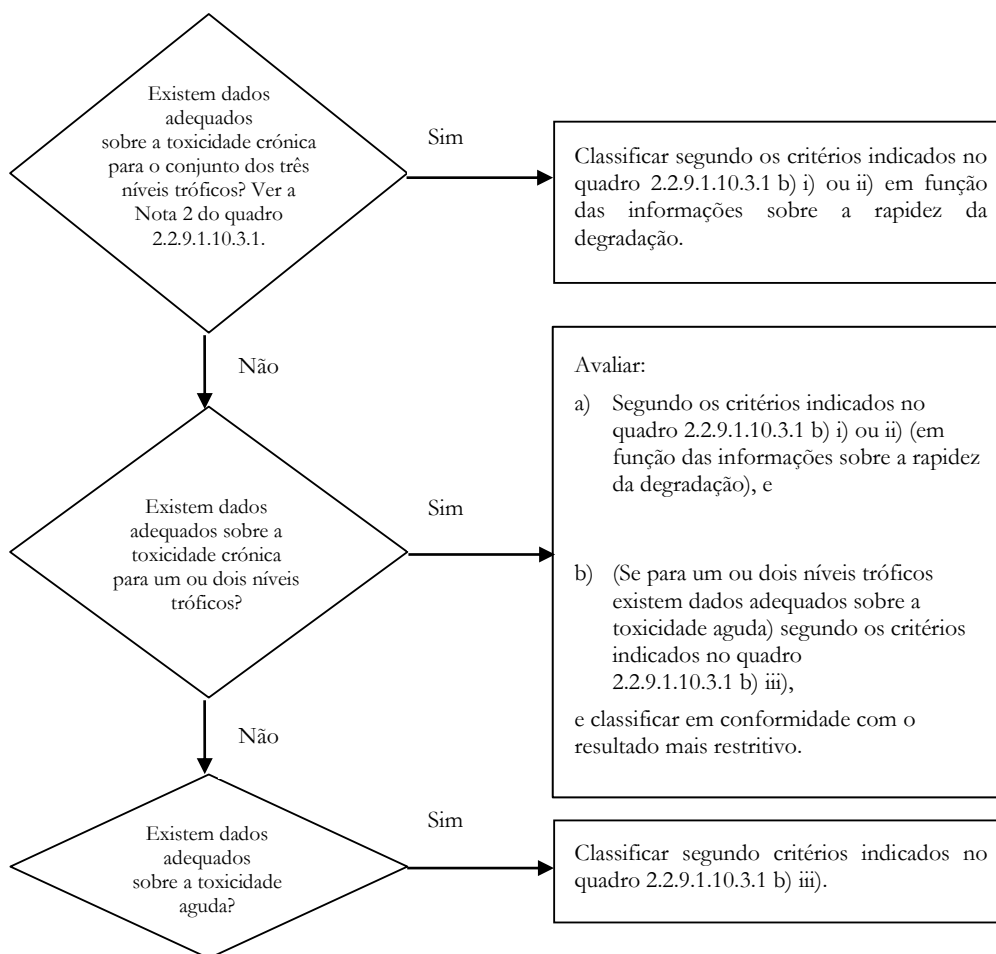 Existem dados
adequados
sobre a toxicidade crónica
para o conjunto dos três
níveis tróficos? Ver a
Nota 2 do quadro
2.2.9.1.10.3.1.
Sim
Classificar segundo os critérios indicados no
quadro 2.2.9.1.10.3.1 b) i) ou ii) em função
das informações sobre a rapidez da
degradação.
Não
Existem dados
adequados sobre a
toxicidade crónica
para um ou dois níveis
tróficos?
Sim
Avaliar:
a) Segundo os critérios indicados no
quadro 2.2.9.1.10.3.1 b) i) ou ii) (em
função das informações sobre a rapidez
da degradação), e
b) (Se para um ou dois níveis tróficos
existem dados adequados sobre a
toxicidade aguda) segundo os critérios
indicados no quadro
2.2.9.1.10.3.1 b) iii),
e classificar em conformidade com o
resultado mais restritivo.
Não
Existem dados
adequados
sobre a toxicidade
aguda?
Sim
Classificar segundo critérios indicados no
quadro 2.2.9.1.10.3.1 b) iii).